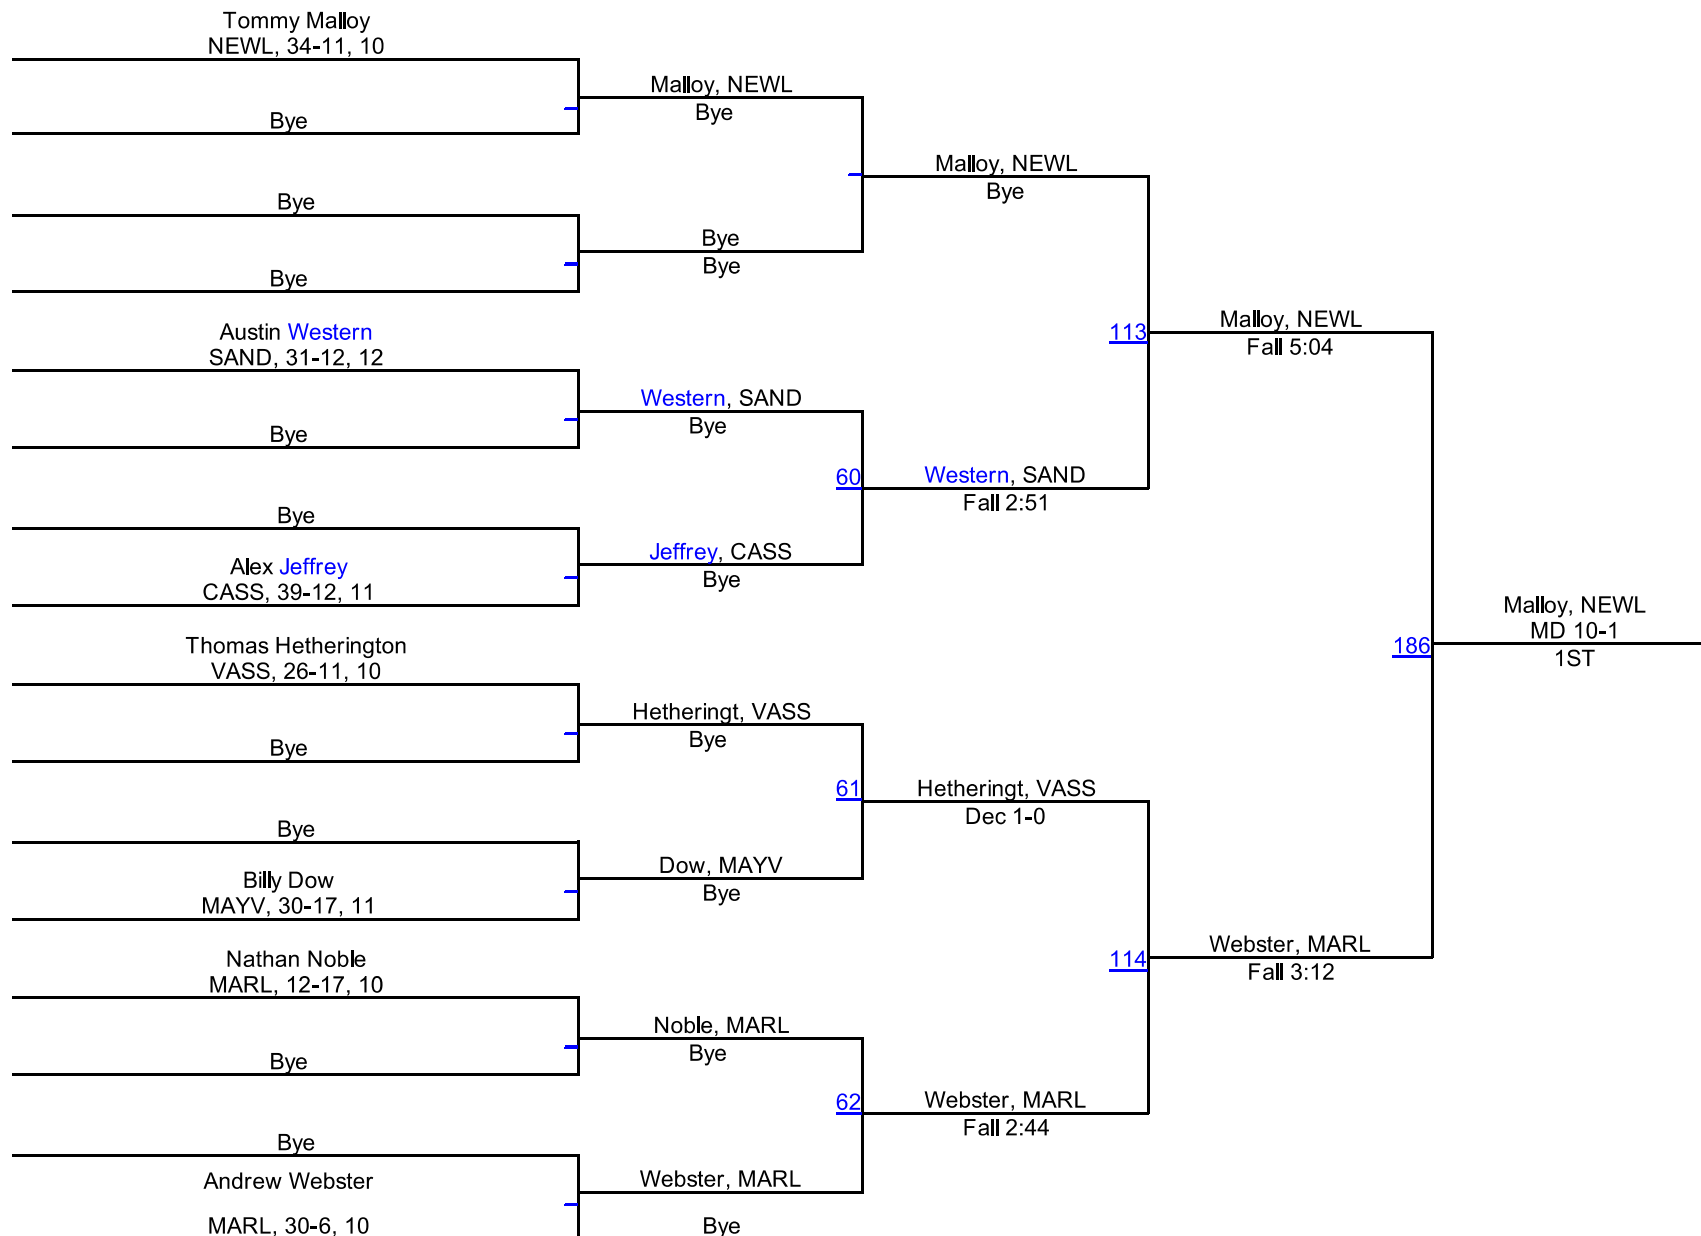 Tommy Malloy
NEWL, 34-11, 10
Bye
Bye
Bye
Austin Western
SAND, 31-12, 12
Bye
Bye
Alex Jeffrey
CASS, 39-12, 11
Thomas Hetherington
VASS, 26-11, 10
Bye
Bye
Billy Dow
MAYV, 30-17, 11
Nathan Noble
MARL, 12-17, 10
Bye
Bye
Andrew Webster
MARL, 30-6, 10
Malloy, NEWL
Bye
Bye
Bye
Western, SAND
Bye
60
Jeffrey, CASS
Bye
Hetheringt, VASS
Bye
61
Dow, MAYV
Bye
Noble, MARL
Bye
62
Webster, MARL
Bye
Malloy, NEWL
Bye
113
Western, SAND
Fall 2:51
Hetheringt, VASS
Dec 1-0
114
Webster, MARL
Fall 2:44
Malloy, NEWL
Fall 5:04
186
Webster, MARL
Fall 3:12
Malloy, NEWL
MD 10-1
1ST